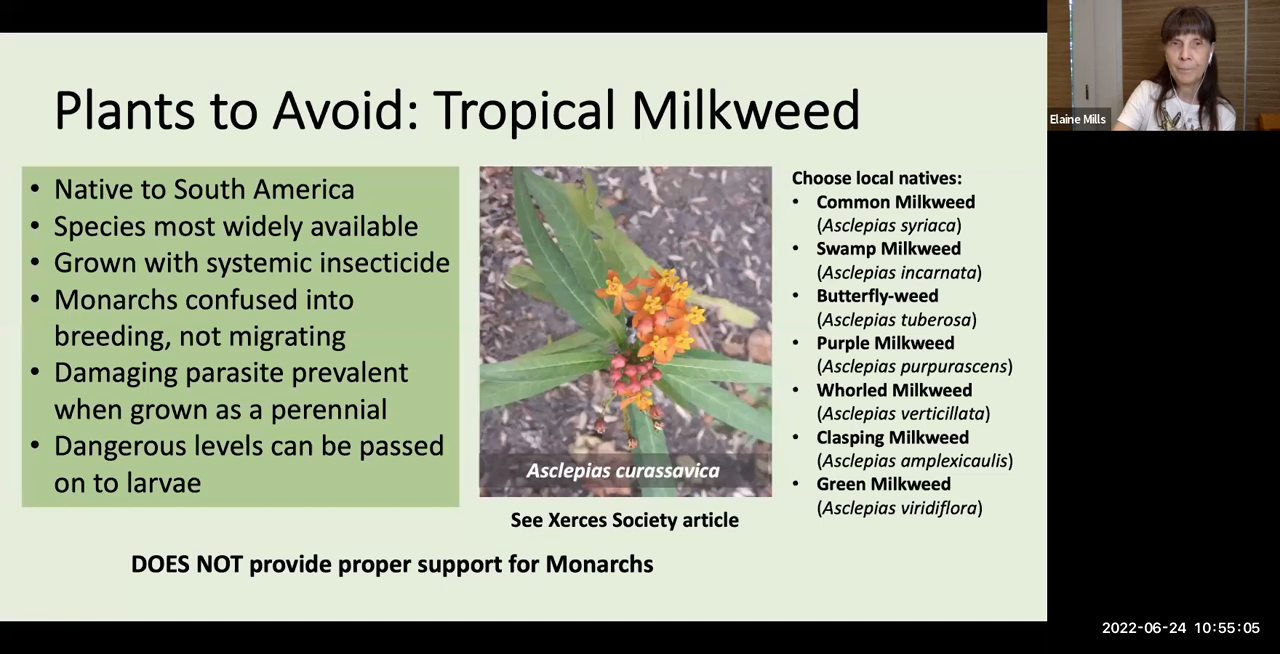 Plants to Avoid: Tropical Milkweed
• Native to South America
• Species most widely available
• Grown with systemic insecticide
• Monarchs confused into
breeding, not migrating
• Damaging parasite prevalent
when grown as a perennial
• Dangerous levels can be passed
on to larvae
Asclepias curassavica
See Xerces Society article
DOES NOT provide proper support for Monarchs
Choose local natives:
• Common Milkweed
(Asclepias syriaca)
• Swamp Milkweed
(Asclepias incarnata)
• Butterfly-weed
(Asclepias tuberosa)
• Purple Milkweed
(Asclepias purpurascens)
• Whorled Milkweed
(Asclepias verticillata)
• Clasping Milkweed
(Asclepias amplexicaulis)
• Green Milkweed
(Asclepias viridiflora)
Elaine Mills
2022-06-24 10:55:05